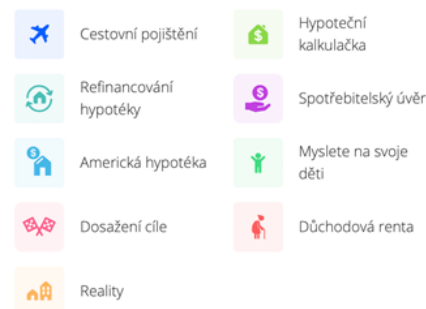 Cestovní pojištění
Hypoteční
kalkulačka
Refinancování
hypotéky
Spotřebitelský úvěr
Americká hypotéka
Myslete na svoje
děti
Dosažení cíle
Důchodová renta
Reality